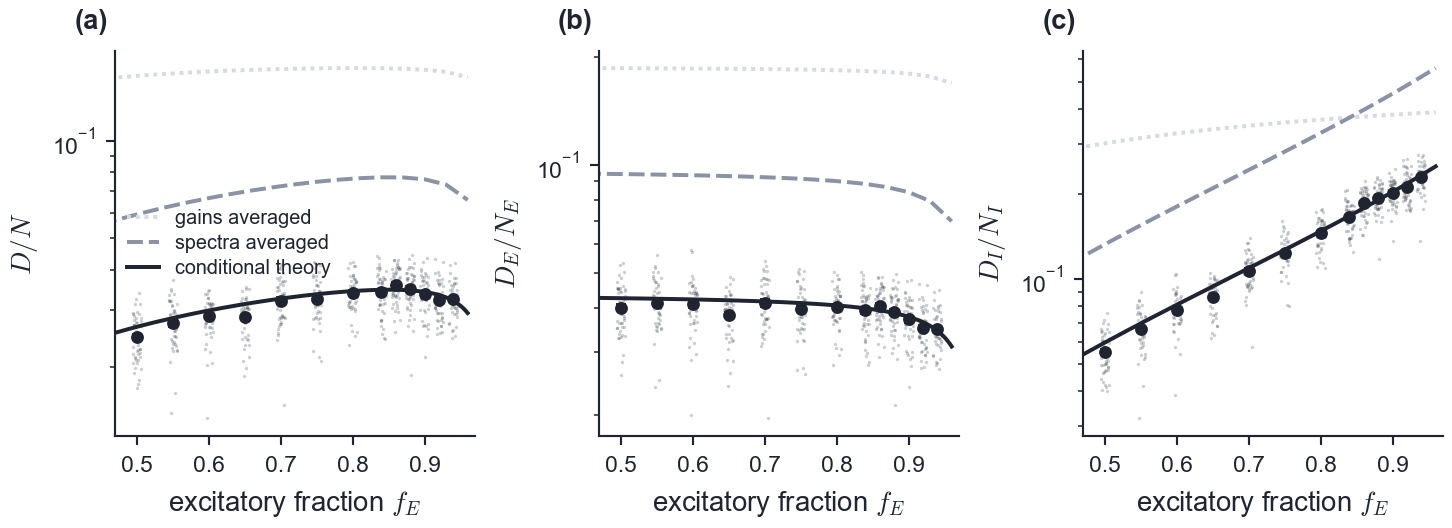 (a)
10⁻¹
D/N
gains averaged
spectra averaged
conditional theory
0.5 0.6 0.7 0.8 0.9
excitatory fraction f_E
(b)
10⁻¹
D_E/N_E
0.5 0.6 0.7 0.8 0.9
excitatory fraction f_E
(c)
10⁻¹
D_I/N_I
0.5 0.6 0.7 0.8 0.9
excitatory fraction f_E